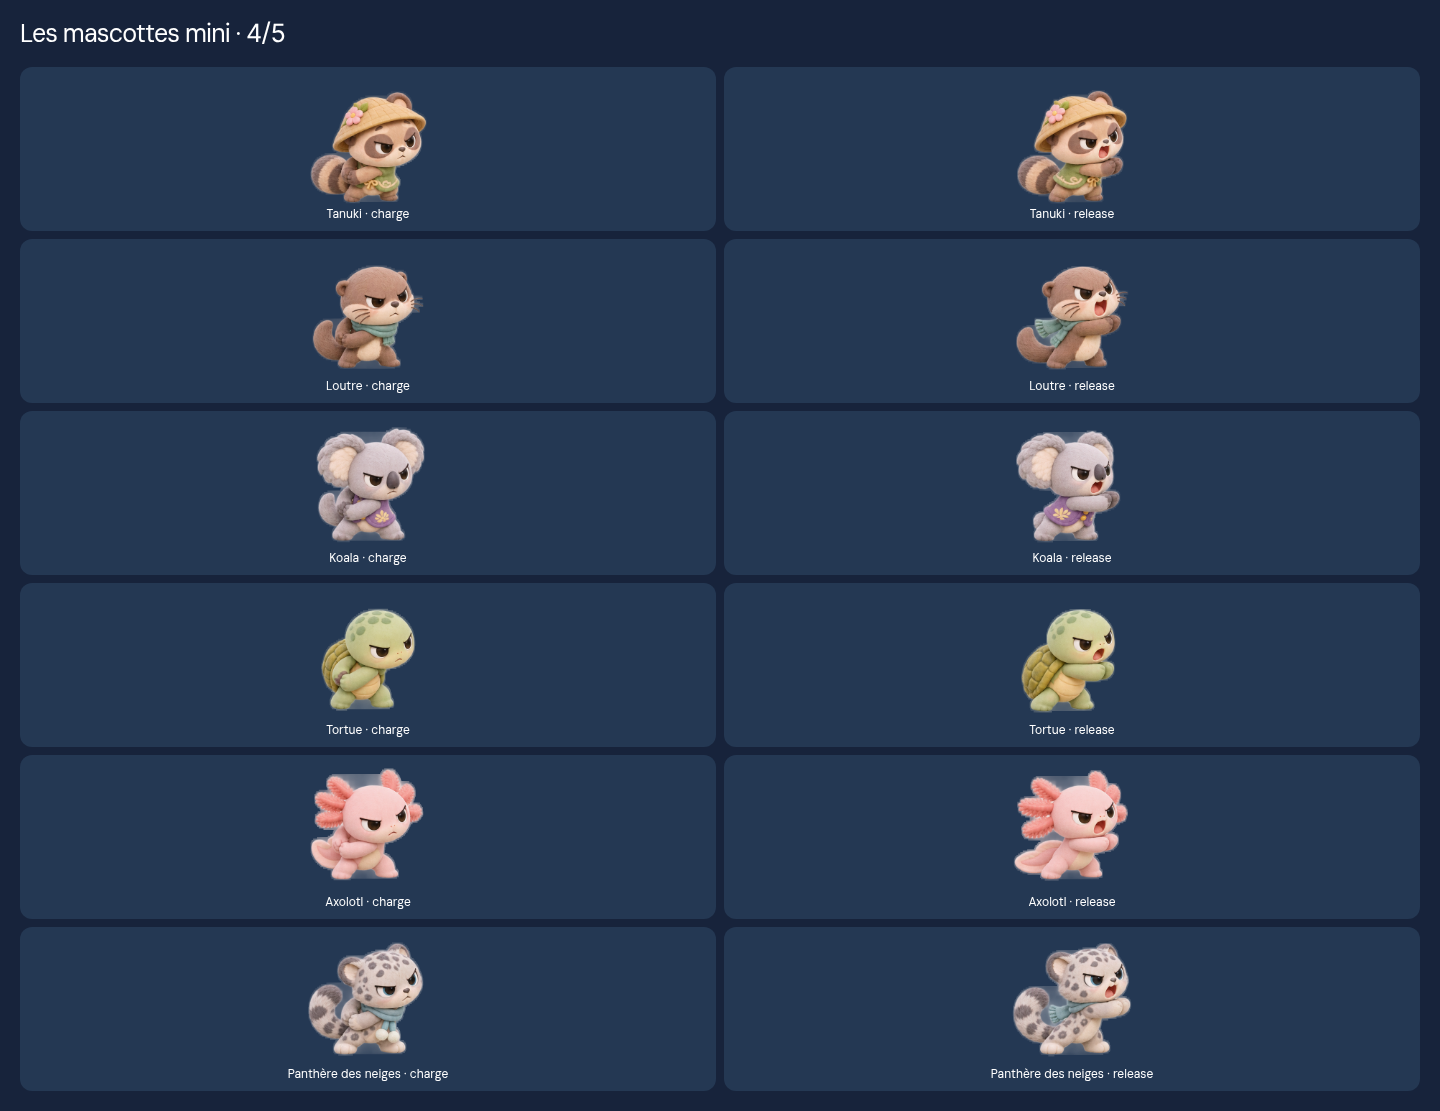 Les mascottes mini · 4/5
Tanuki · charge
Tanuki · release
Loutre · charge
Loutre · release
Koala · charge
Koala · release
Tortue · charge
Tortue · release
Axolotl · charge
Axolotl · release
Panthère des neiges · charge
Panthère des neiges · release